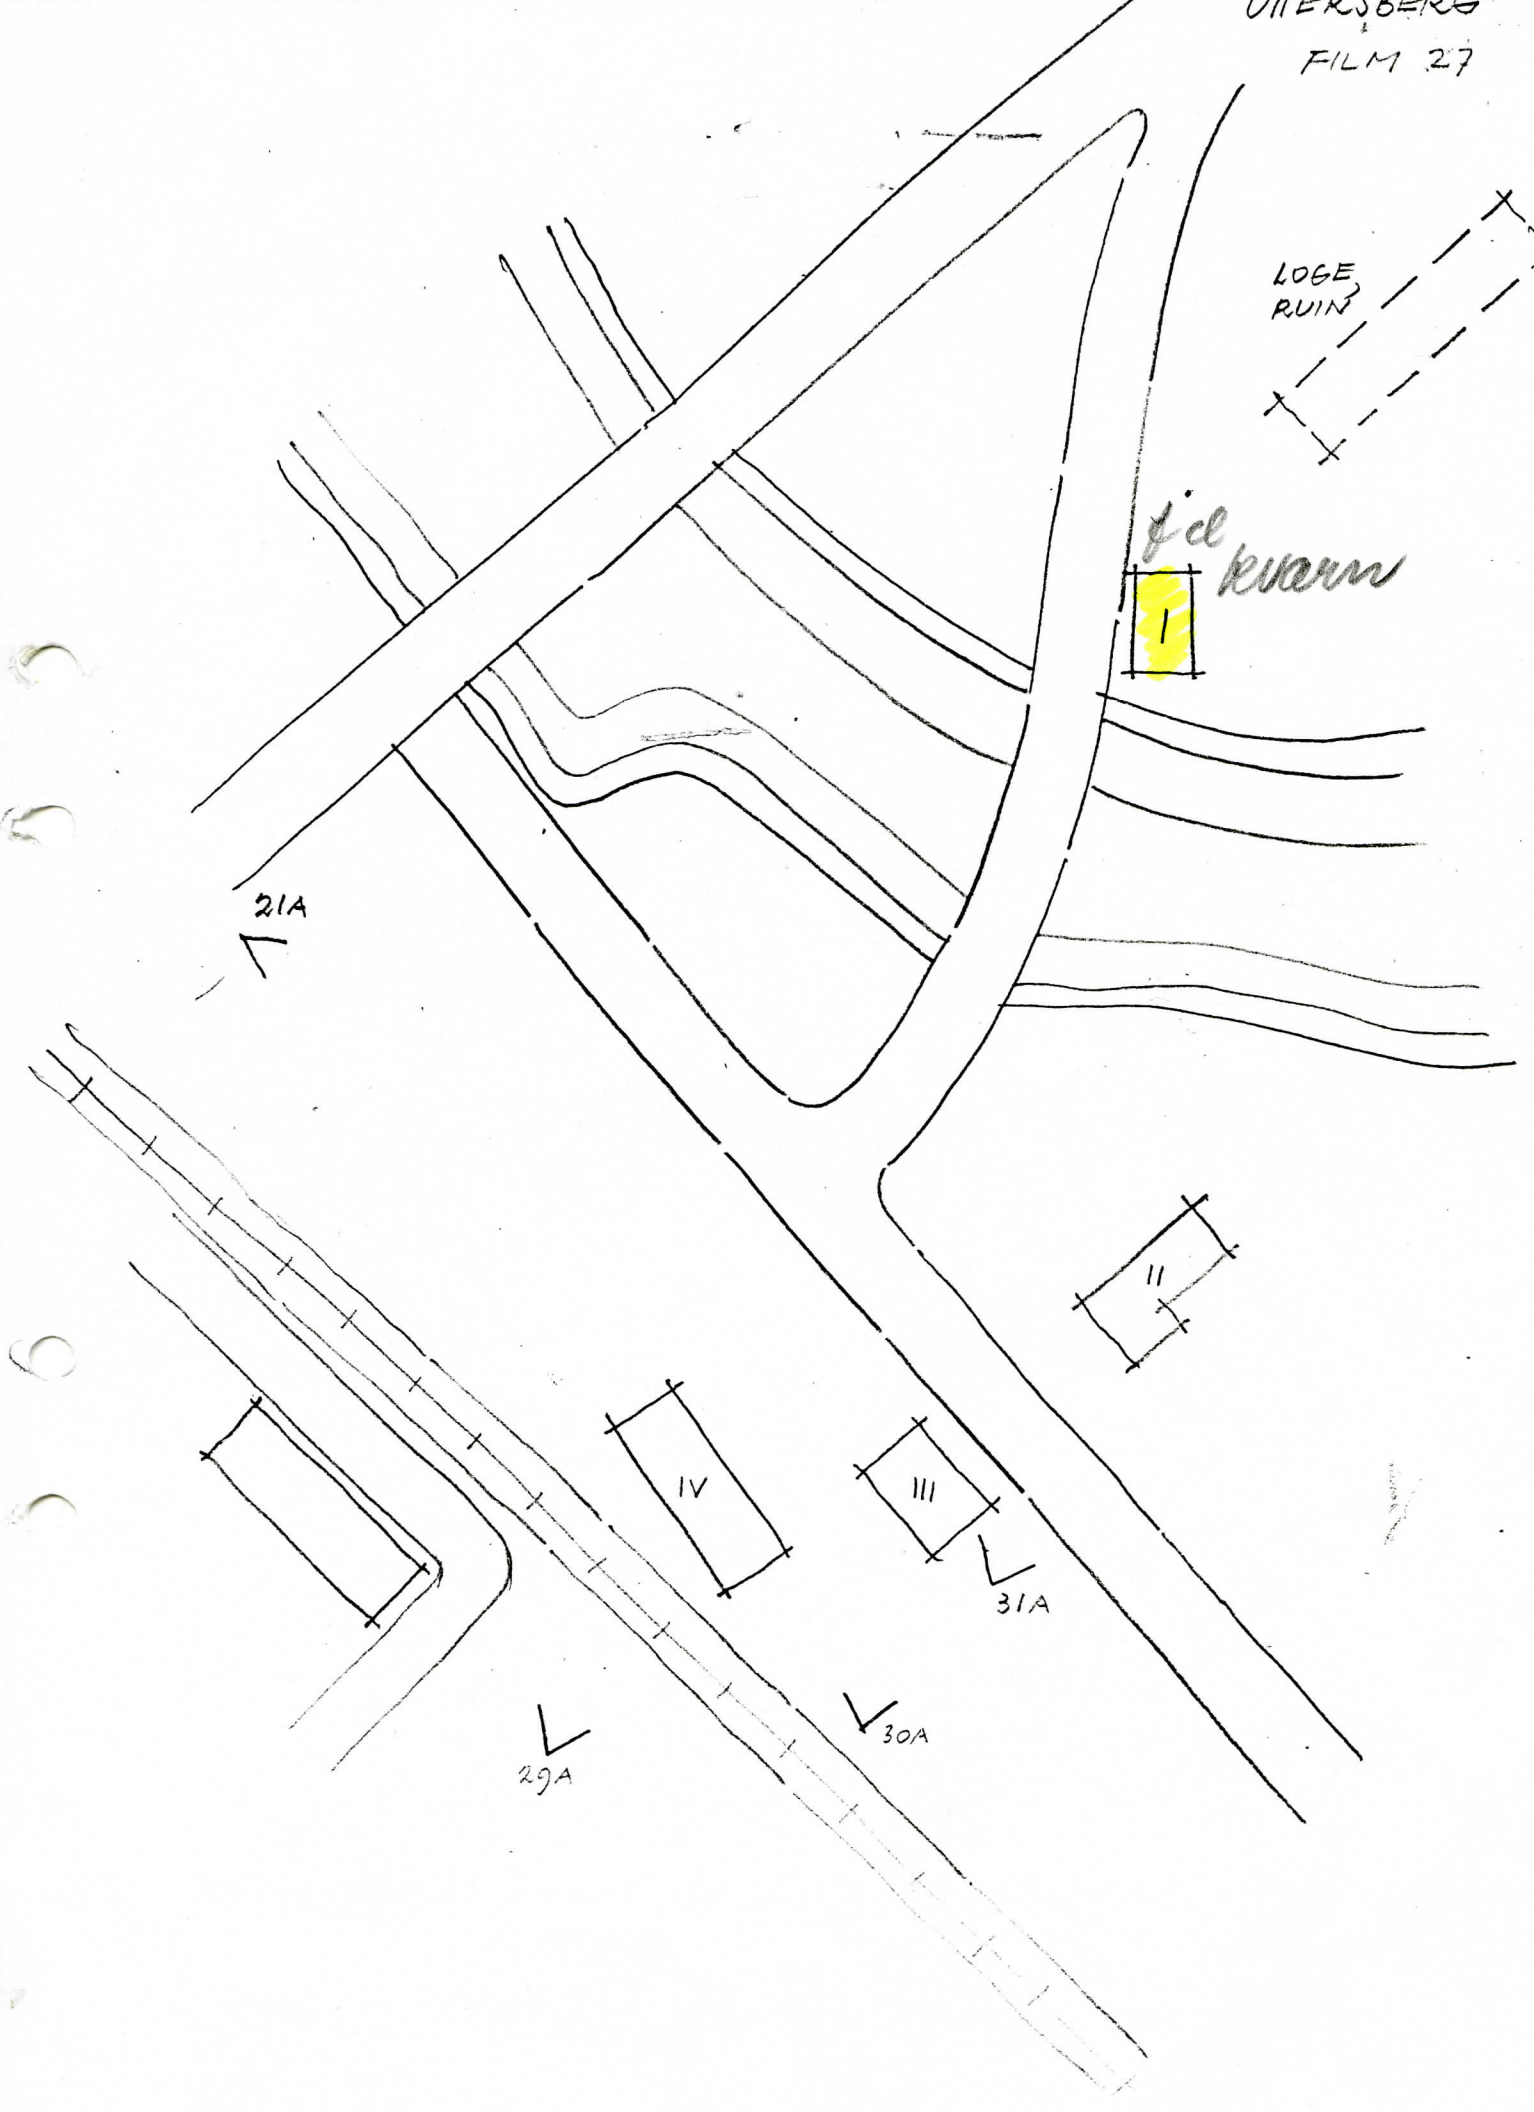 UTTERSBERG
FILM 27
LOGE
RUIN
f d
kvarn
I
21A
II
IV
III
31A
30A
29A